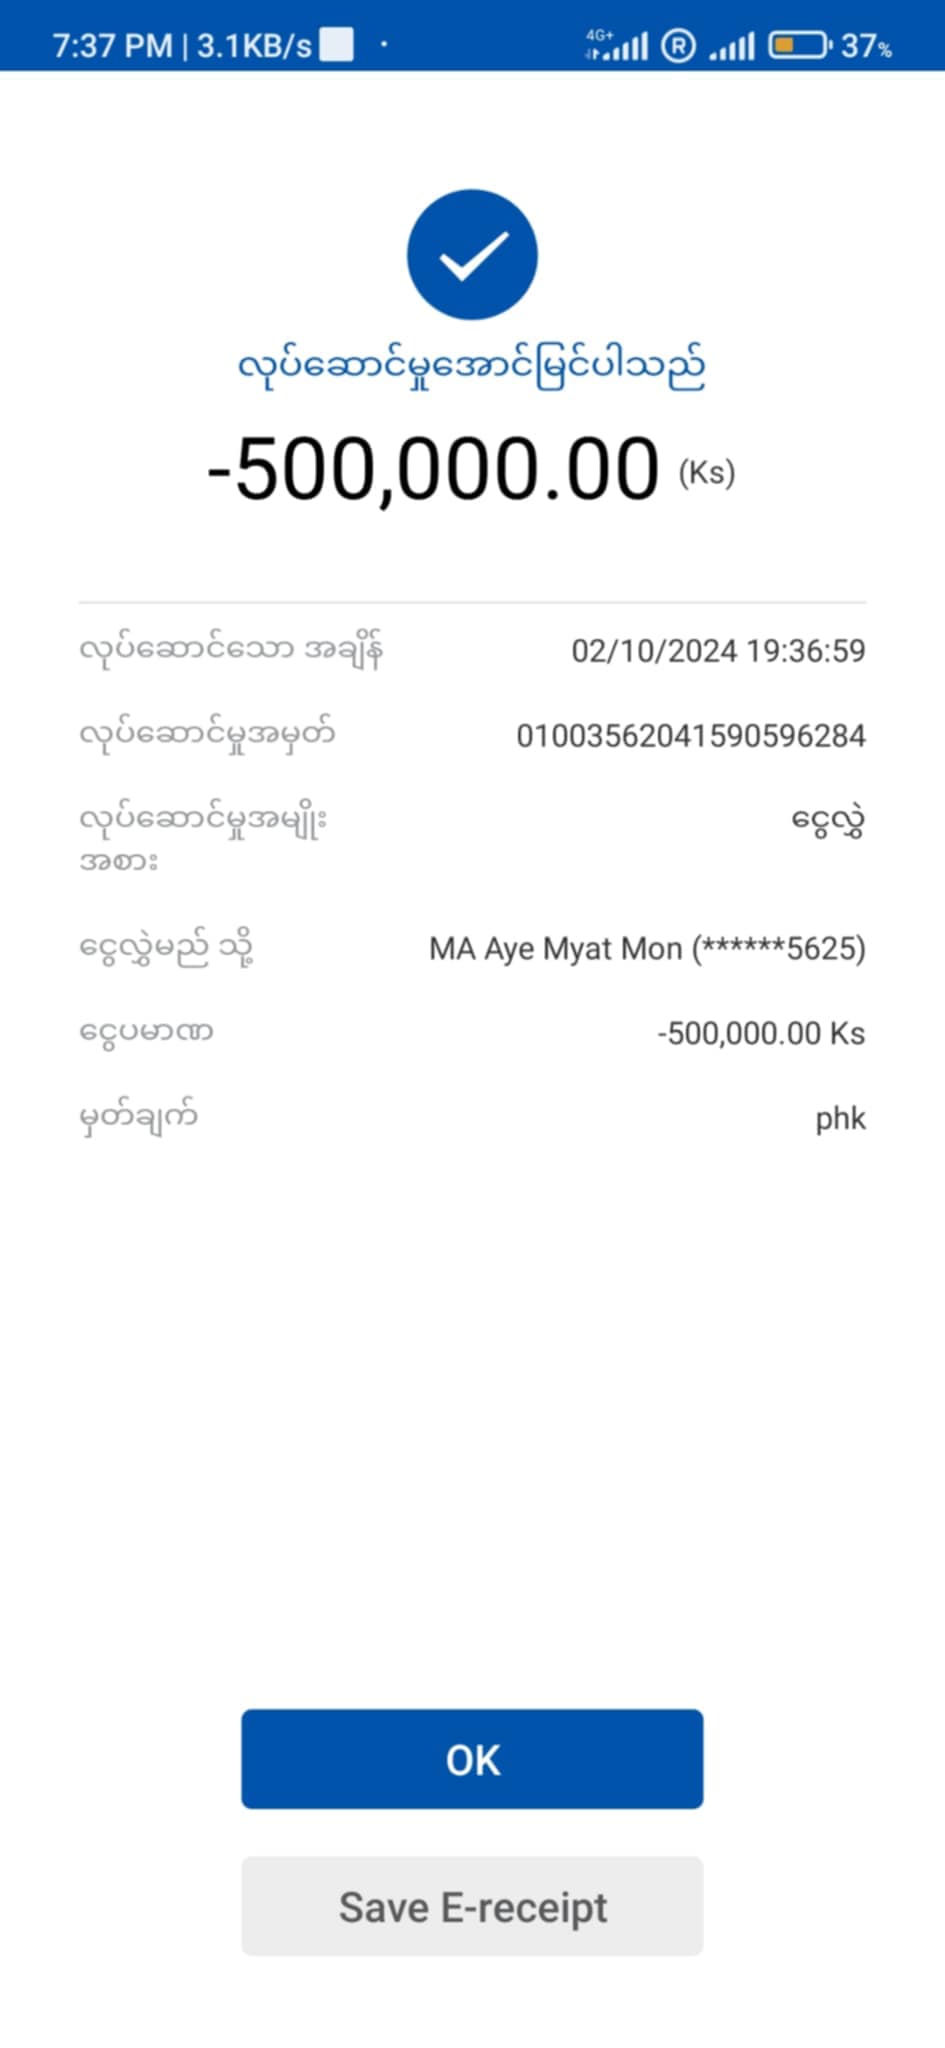 7:37 PM | 3.1KB/s
4G+
R
37%
လုပ်ဆောင်မှုအောင်မြင်ပါသည်
-500,000.00 (Ks)
လုပ်ဆောင်သော အချိန် 02/10/2024 19:36:59
လုပ်ဆောင်မှုအမှတ် 01003562041590596284
လုပ်ဆောင်မှုအမျိုး ငွေလွှဲ
အစား
ငွေလွှဲမည် သို့ MA Aye Myat Mon (******5625)
ငွေပမာဏ -500,000.00 Ks
မှတ်ချက် phk
OK
Save E-receipt